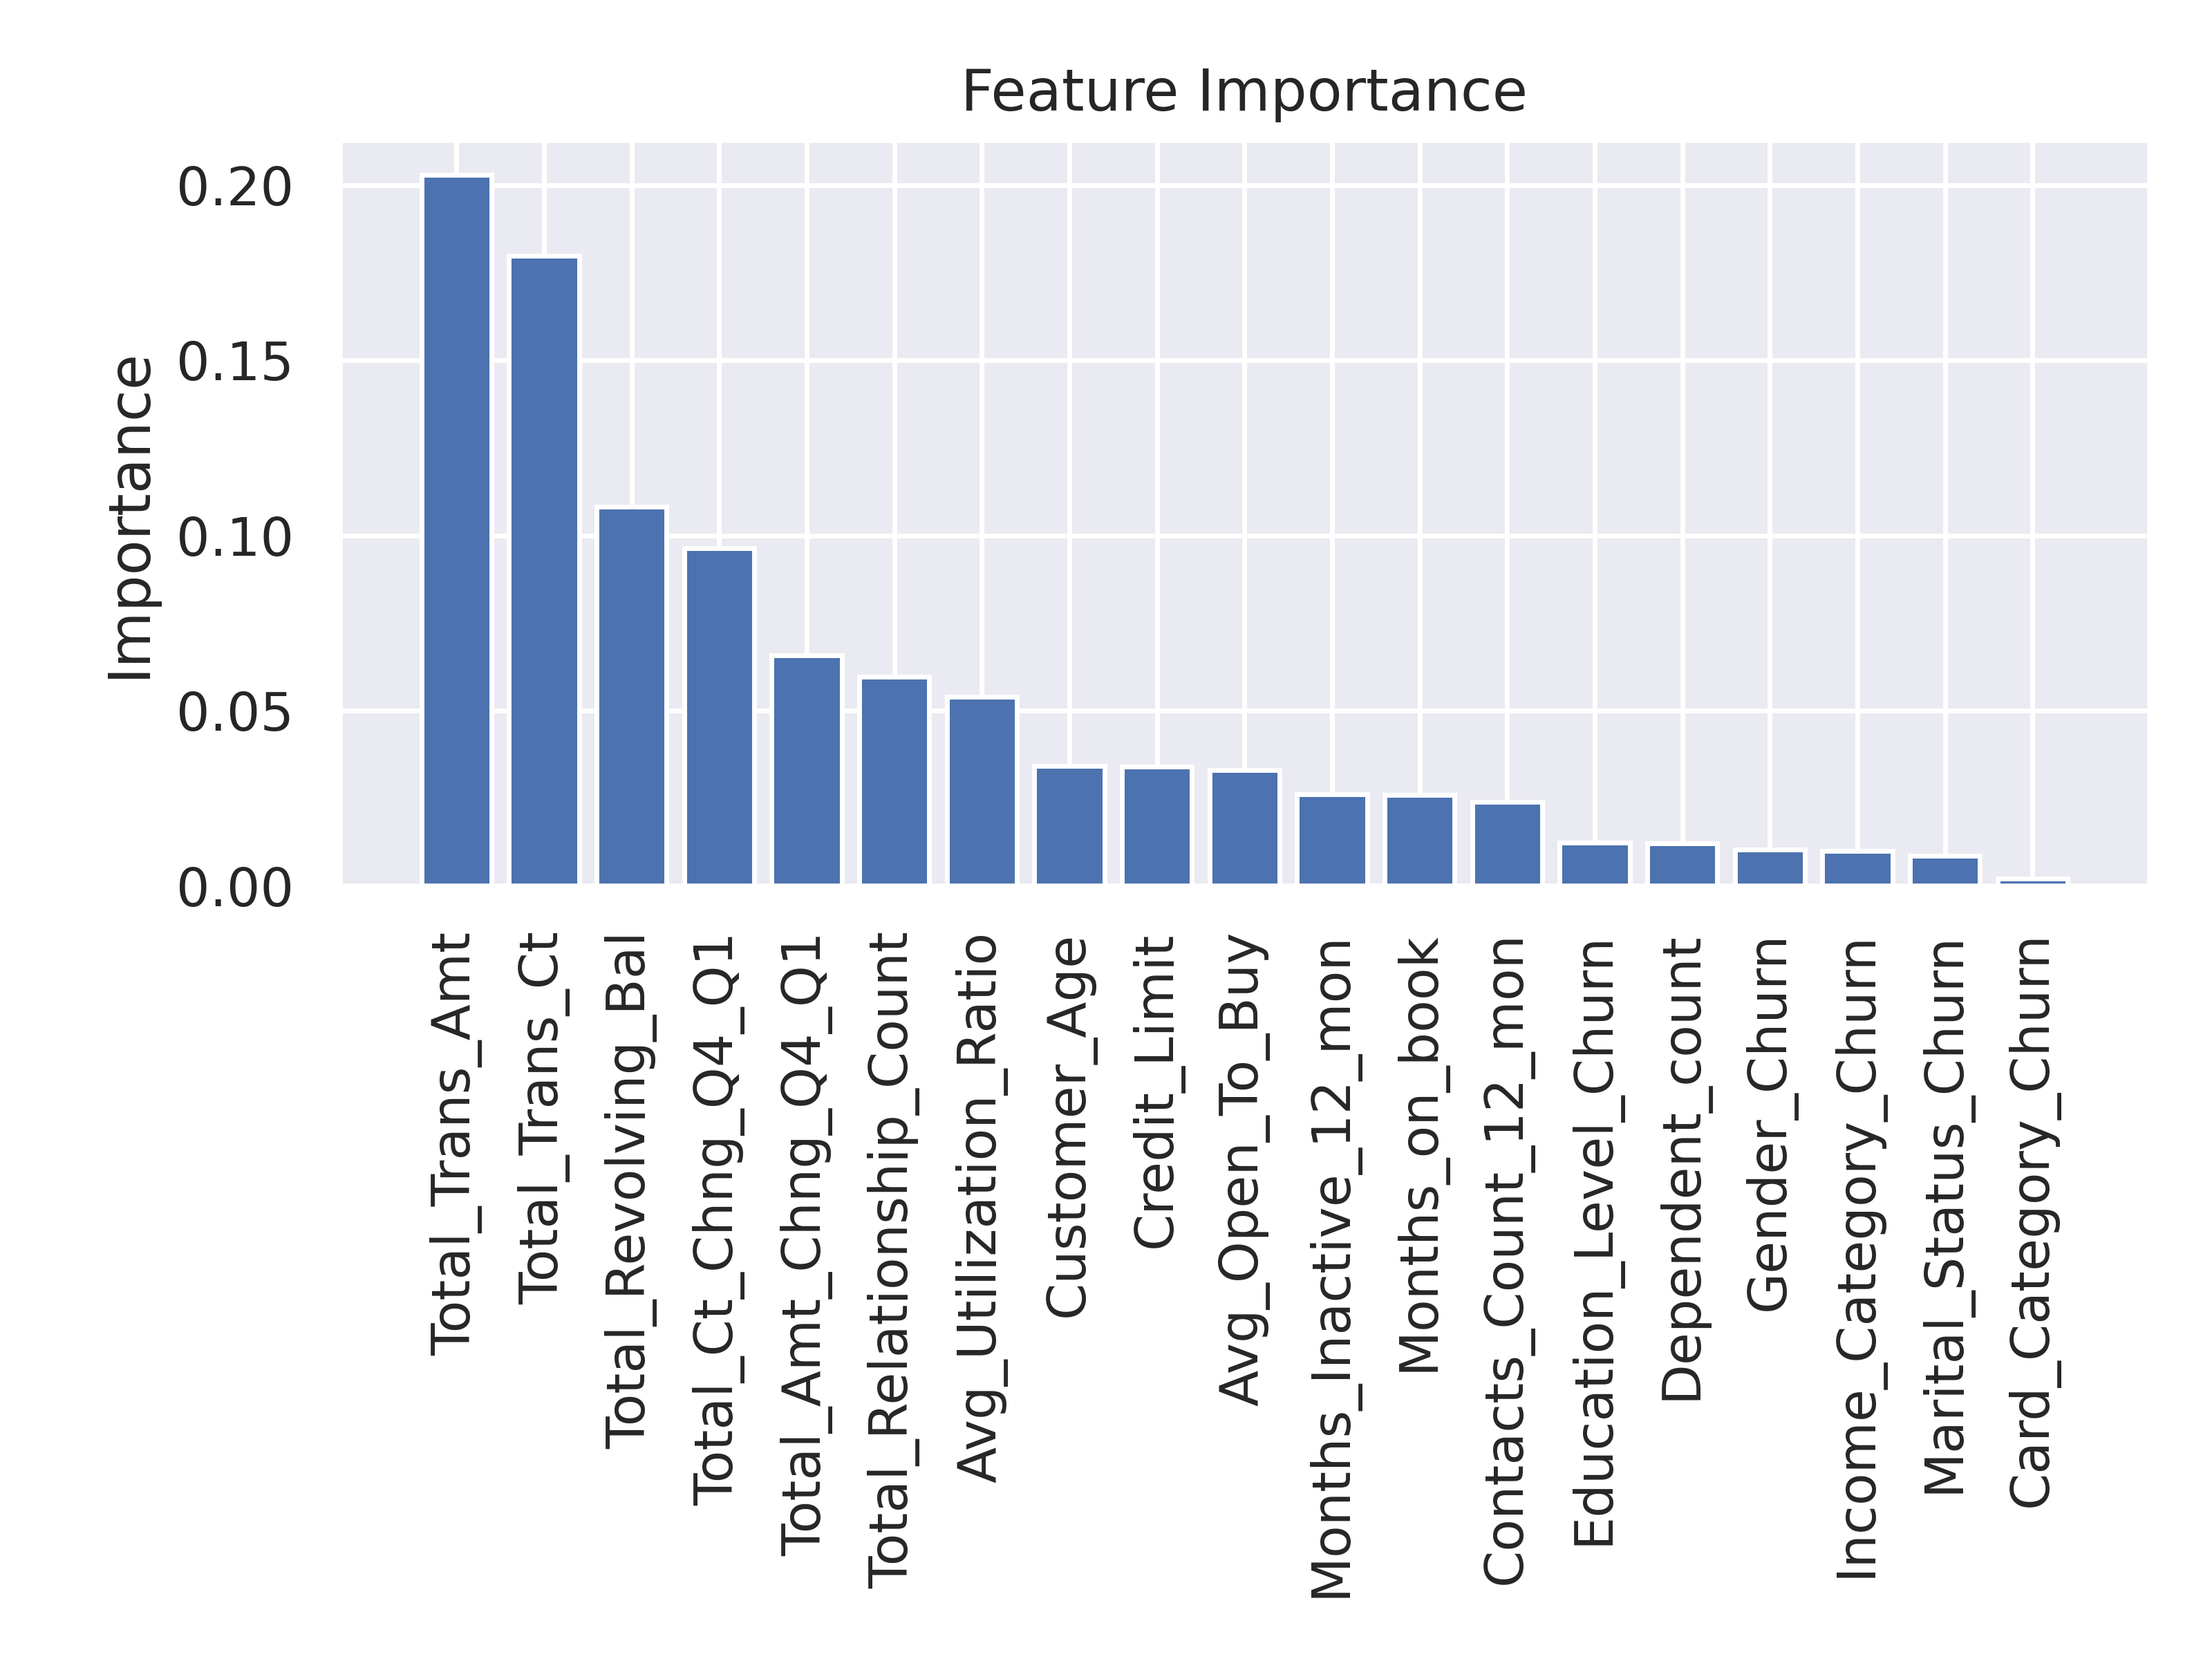 Feature Importance
Importance
0.20
0.15
0.10
0.05
0.00
Total_Trans_Amt
Total_Trans_Ct
Total_Revolving_Bal
Total_Ct_Chng_Q4_Q1
Total_Amt_Chng_Q4_Q1
Total_Relationship_Count
Avg_Utilization_Ratio
Customer_Age
Credit_Limit
Avg_Open_To_Buy
Months_Inactive_12_mon
Months_on_book
Contacts_Count_12_mon
Education_Level_Churn
Dependent_count
Gender_Churn
Income_Category_Churn
Marital_Status_Churn
Card_Category_Churn